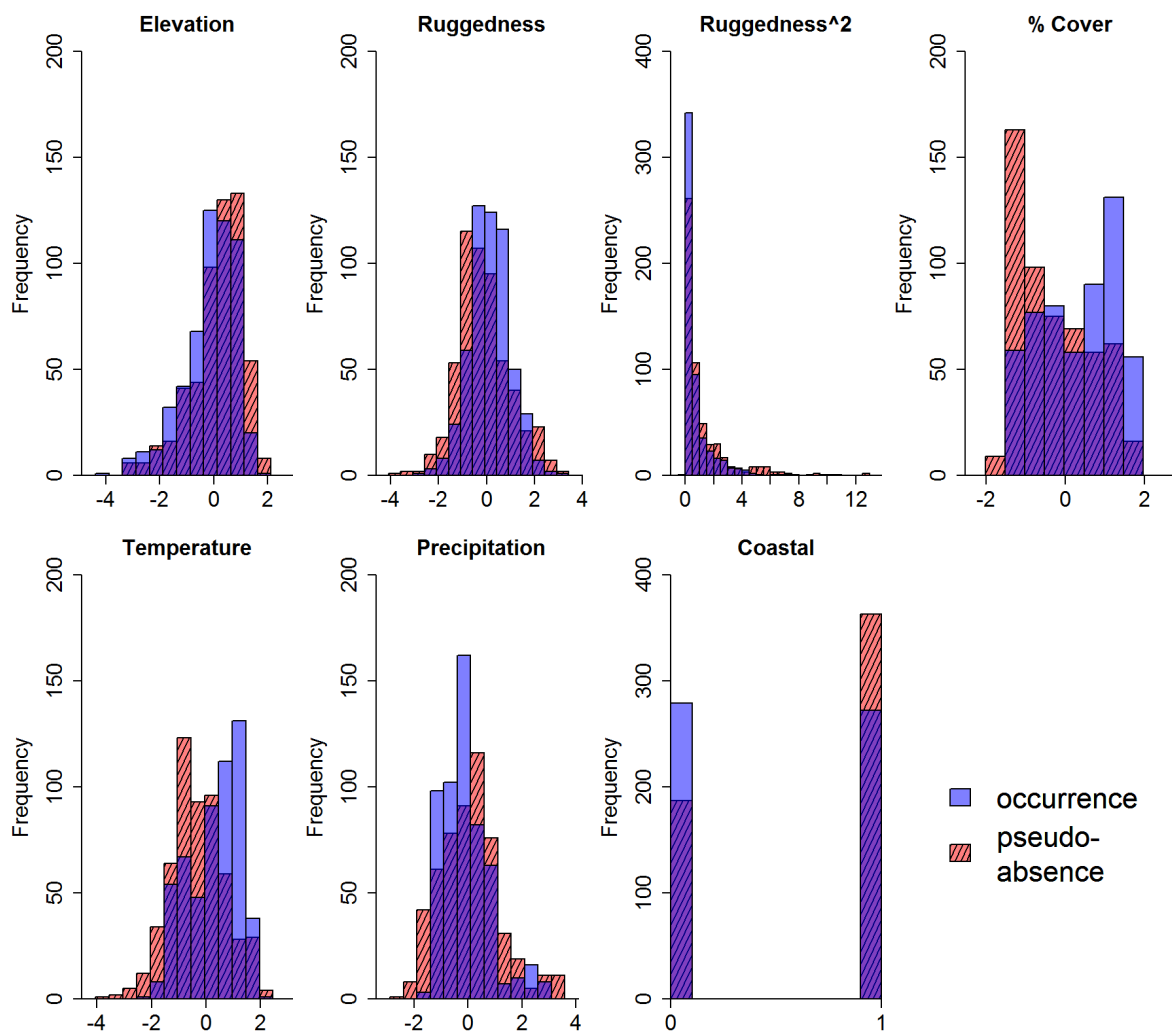 Elevation
Ruggedness
Ruggedness^2
% Cover
Frequency
0 50 100 150 200
-4 -2 0 2
Frequency
0 50 100 150 200
-4 -2 0 2 4
Frequency
0 100 200 300 400
0 4 8 12
Frequency
0 50 100 150 200
-2 0 2
Temperature
Precipitation
Coastal
Frequency
0 50 100 150 200
-4 -2 0 2
Frequency
0 50 100 150 200
-2 0 2 4
Frequency
0 100 200 300 400
0 1
occurrence
pseudo-
absence